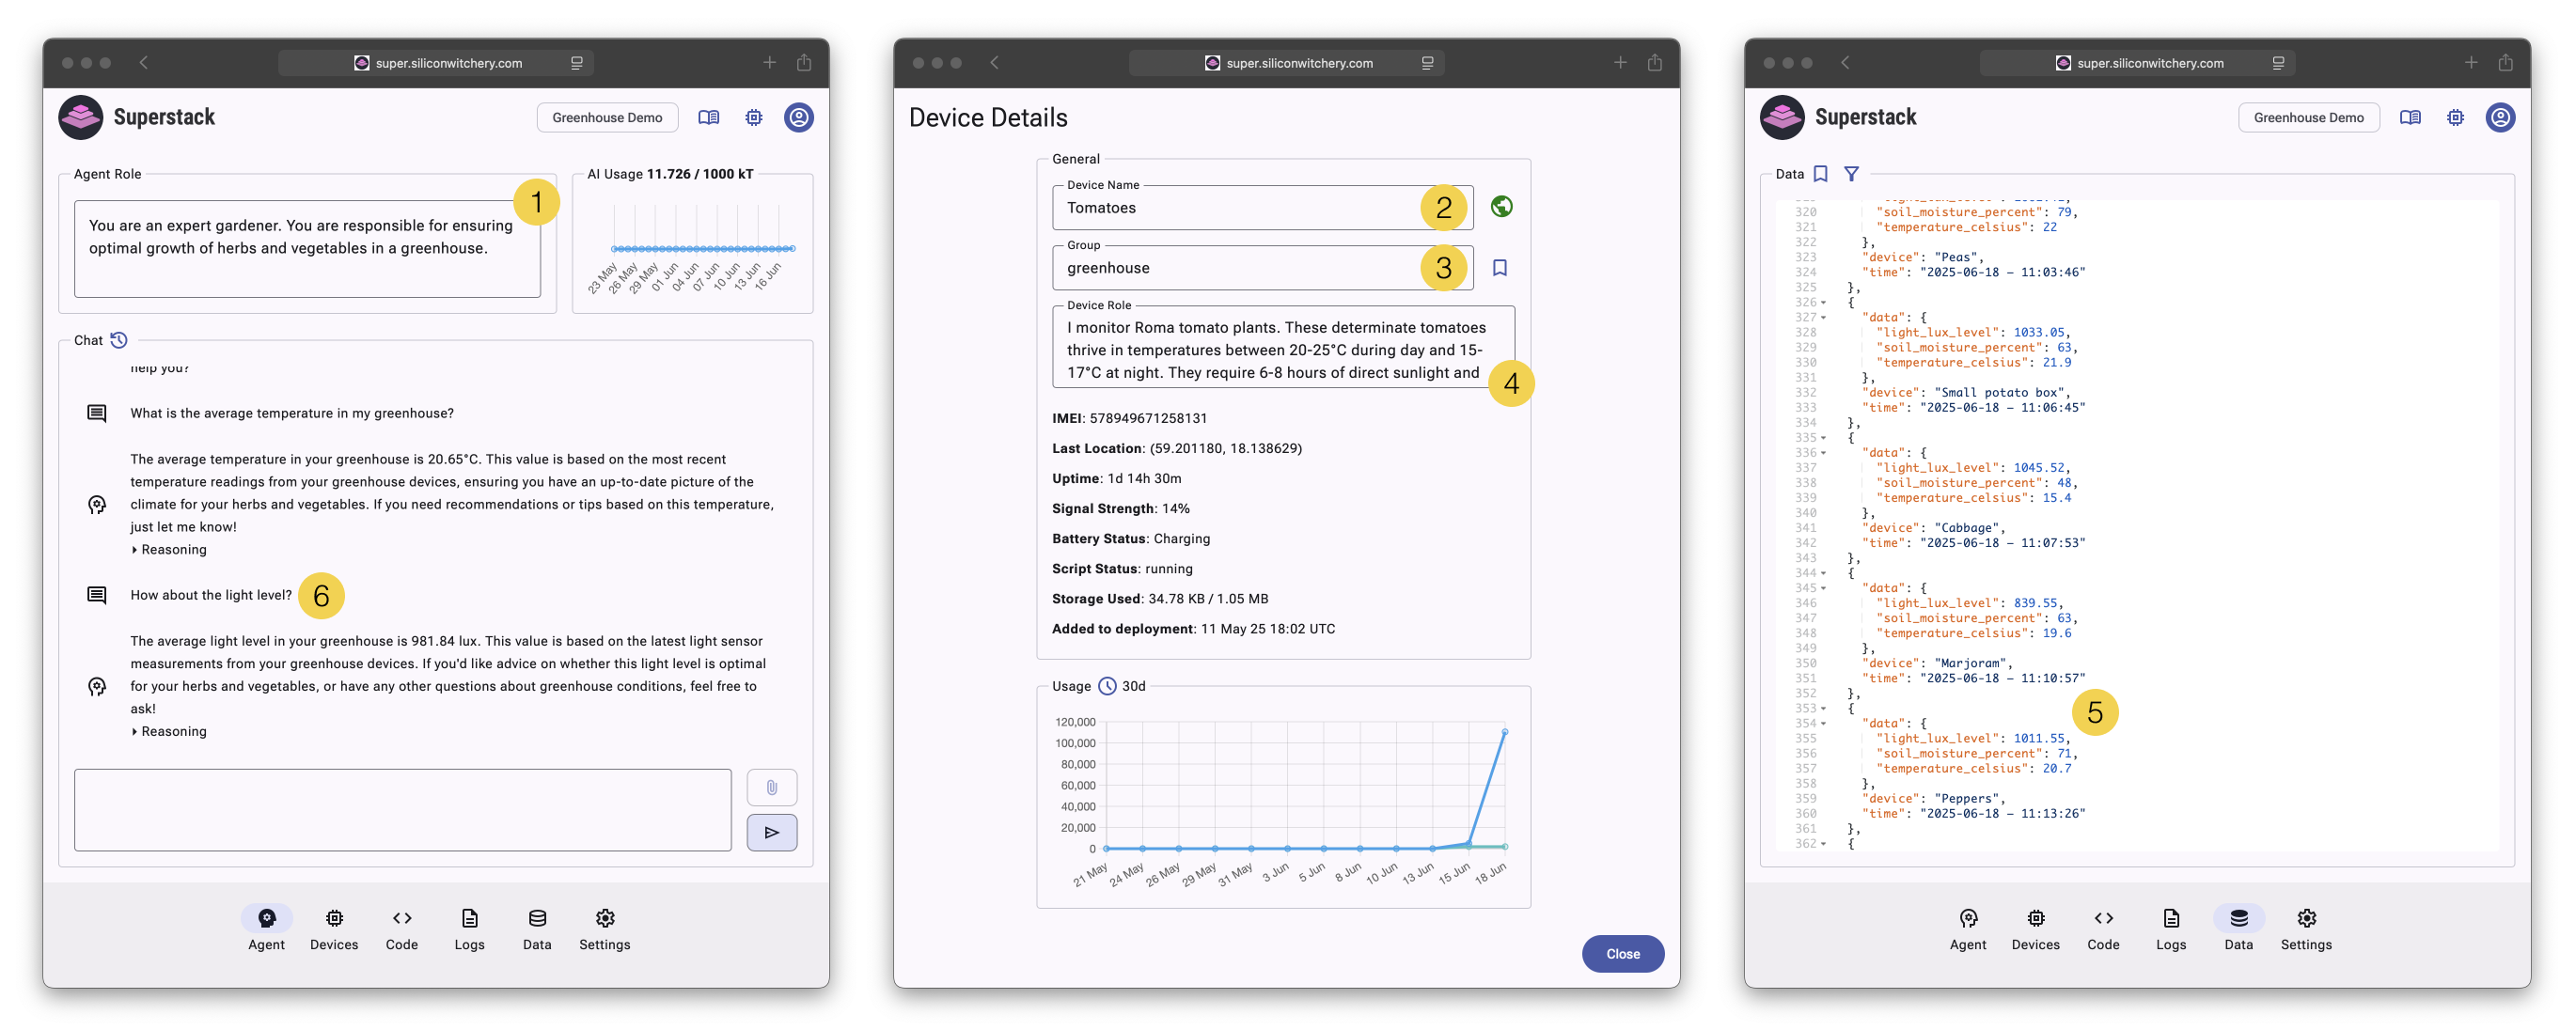 super.siliconwitchery.com
Superstack
Greenhouse Demo
Agent Role
You are an expert gardener. You are responsible for ensuring
optimal growth of herbs and vegetables in a greenhouse.
1
AI Usage 11.726 / 1000 kT
23 May
26 May
29 May
01 Jun
04 Jun
07 Jun
10 Jun
13 Jun
16 Jun
Chat
help you?
What is the average temperature in my greenhouse?
The average temperature in your greenhouse is 20.65°C. This value is based on the most recent
temperature readings from your greenhouse devices, ensuring you have an up-to-date picture of the
climate for your herbs and vegetables. If you need recommendations or tips based on this temperature,
just let me know!
Reasoning
How about the light level?
6
The average light level in your greenhouse is 981.84 lux. This value is based on the latest light sensor
measurements from your greenhouse devices. If you'd like advice on whether this light level is optimal
for your herbs and vegetables, or have any other questions about greenhouse conditions, feel free to
ask!
Reasoning
Agent
Devices
Code
Logs
Data
Settings
super.siliconwitchery.com
Device Details
General
Device Name
Tomatoes
2
Group
greenhouse
3
Device Role
I monitor Roma tomato plants. These determinate tomatoes
thrive in temperatures between 20-25°C during day and 15-
17°C at night. They require 6-8 hours of direct sunlight and
4
IMEI: 578949671258131
Last Location: (59.201180, 18.138629)
Uptime: 1d 14h 30m
Signal Strength: 14%
Battery Status: Charging
Script Status: running
Storage Used: 34.78 KB / 1.05 MB
Added to deployment: 11 May 25 18:02 UTC
Usage 30d
120,000
100,000
80,000
60,000
40,000
20,000
0
21 May
24 May
26 May
29 May
31 May
3 Jun
5 Jun
8 Jun
10 Jun
13 Jun
15 Jun
18 Jun
Close
super.siliconwitchery.com
Superstack
Greenhouse Demo
Data
320 "soil_moisture_percent": 79,
321 "temperature_celsius": 22
322 },
323 "device": "Peas",
324 "time": "2025-06-18 – 11:03:46"
325 },
326 {
327 "data": {
328 "light_lux_level": 1033.05,
329 "soil_moisture_percent": 63,
330 "temperature_celsius": 21.9
331 },
332 "device": "Small potato box",
333 "time": "2025-06-18 – 11:06:45"
334 },
335 {
336 "data": {
337 "light_lux_level": 1045.52,
338 "soil_moisture_percent": 48,
339 "temperature_celsius": 15.4
340 },
341 "device": "Cabbage",
342 "time": "2025-06-18 – 11:07:53"
343 },
344 {
345 "data": {
346 "light_lux_level": 839.55,
347 "soil_moisture_percent": 63,
348 "temperature_celsius": 19.6
349 },
350 "device": "Marjoram",
351 "time": "2025-06-18 – 11:10:57"
352 },
353 {
354 "data": {
355 "light_lux_level": 1011.55,
356 "soil_moisture_percent": 71,
357 "temperature_celsius": 20.7
358 },
359 "device": "Peppers",
360 "time": "2025-06-18 – 11:13:26"
361 },
362 {
5
Agent
Devices
Code
Logs
Data
Settings